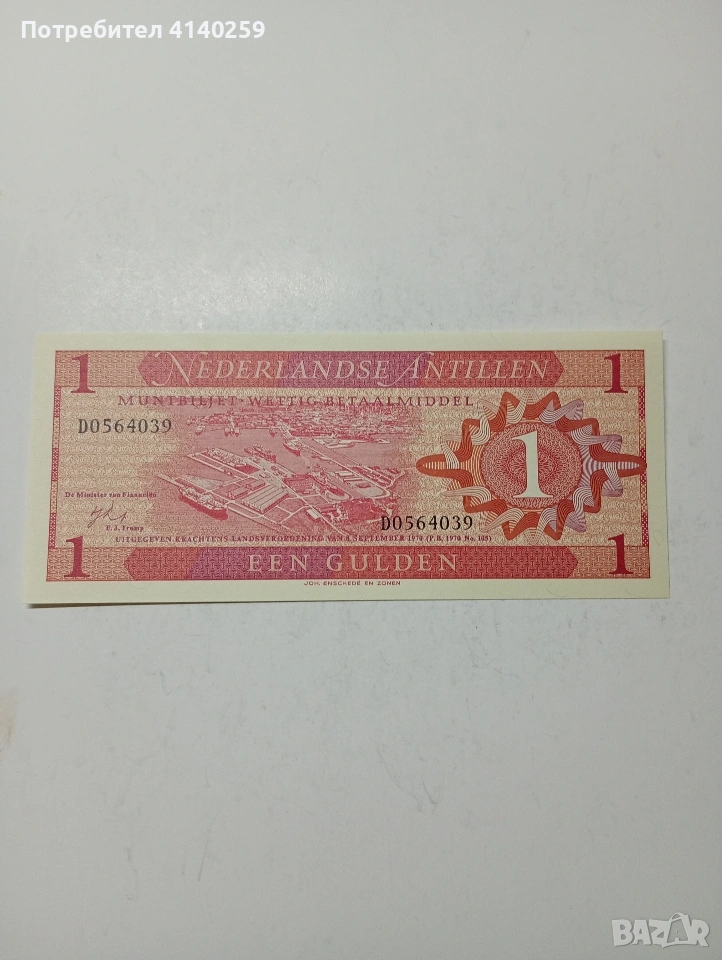 Потребител 4140259
1 NEDERLANDSE ANTILLEN 1
MUNTBILJET·WETTIG BETAALMIDDEL
D0564039
1
De Minister van Financiën
D0564039
F. J. Tromp
UITGEGEVEN KRACHTENS LANDSVERORDENING VAN 8 SEPTEMBER 1970 (P.B. 1970 No. 105)
1 EEN GULDEN 1
JOH. ENSCHEDÉ EN ZONEN
BAZAR